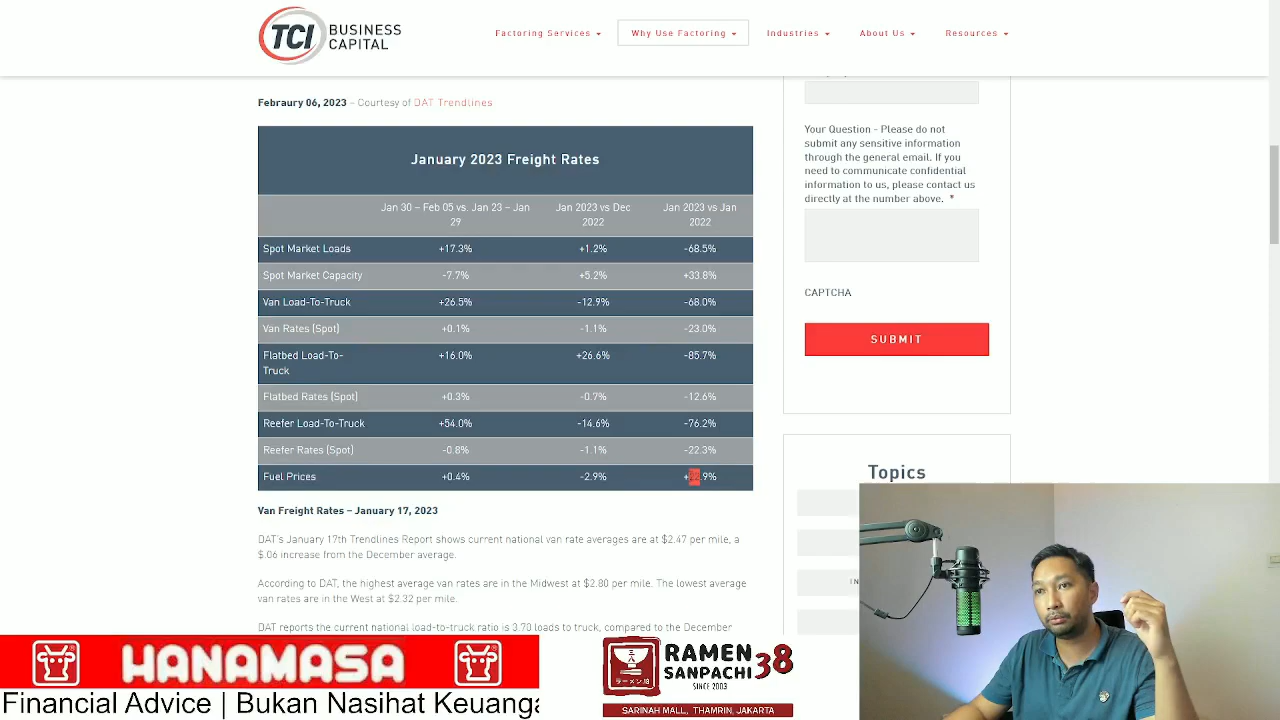 TCI BUSINESS CAPITAL
Factoring Services
Why Use Factoring
Industries
About Us
Resources
Febraury 06, 2023 – Courtesy of DAT Trendlines
January 2023 Freight Rates
Jan 30 – Feb 05 vs. Jan 23 – Jan 29
Jan 2023 vs Dec 2022
Jan 2023 vs Jan 2022
Spot Market Loads +17.3% +1.2% -68.5%
Spot Market Capacity -7.7% +5.2% +33.8%
Van Load-To-Truck +26.5% -12.9% -68.0%
Van Rates (Spot) +0.1% -1.1% -23.0%
Flatbed Load-To-Truck +16.0% +26.6% -85.7%
Flatbed Rates (Spot) +0.3% -0.7% -12.6%
Reefer Load-To-Truck +54.0% -14.6% -76.2%
Reefer Rates (Spot) -0.8% -1.1% -22.3%
Fuel Prices +0.4% -2.9%
Van Freight Rates – January 17, 2023
DAT's January 17th Trendlines Report shows current national van rate averages are at $2.47 per mile, a
$.06 increase from the December average.
According to DAT, the highest average van rates are in the Midwest at $2.80 per mile. The lowest average
van rates are in the West at $2.32 per mile.
DAT reports the current national load-to-truck ratio is 3.70 loads to truck, compared to the December
Your Question - Please do not
submit any sensitive information
through the general email. If you
need to communicate confidential
information to us, please contact us
directly at the number above. *
CAPTCHA
SUBMIT
Topics
IN
HANAMASA
RAMEN 38
SANPACHI
SINCE 2003
SARINAH MALL, THAMRIN, JAKARTA
Financial Advice | Bukan Nasihat Keuanga